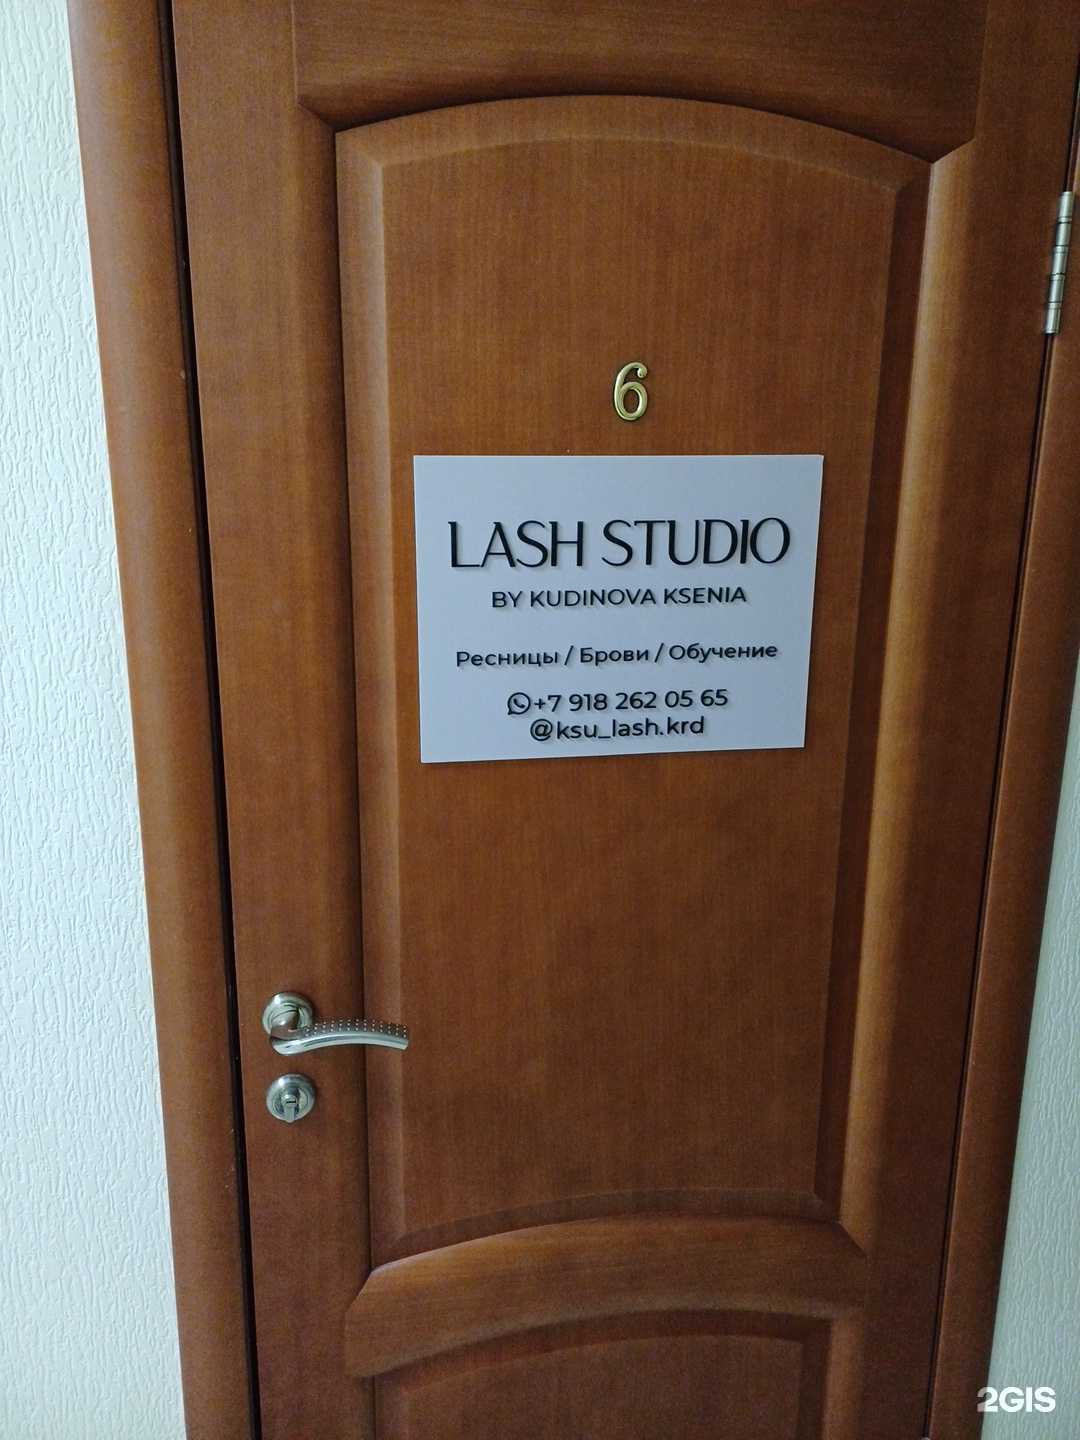 6
LASH STUDIO
BY KUDINOVA KSENIA
Ресницы / Брови / Обучение
+7 918 262 05 65
@ksu_lash.krd
2GIS